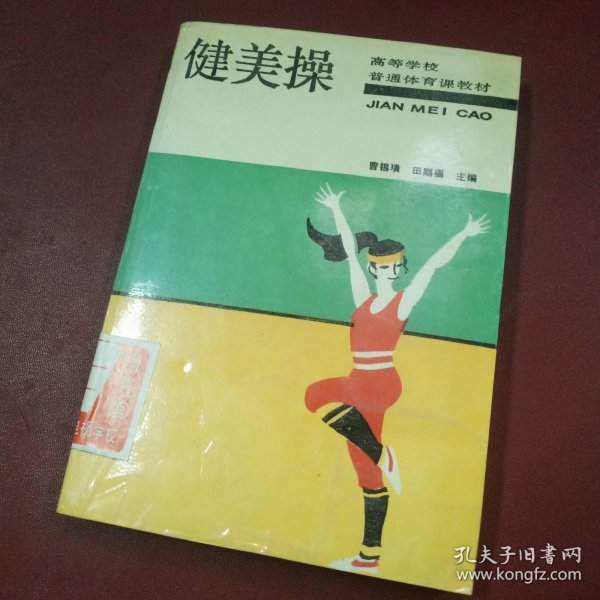 健美操
高等学校
普通体育课教材
JIAN MEI CAO
曹锡璜 田赐福 主编
孔夫子旧书网
www.kongfz.com